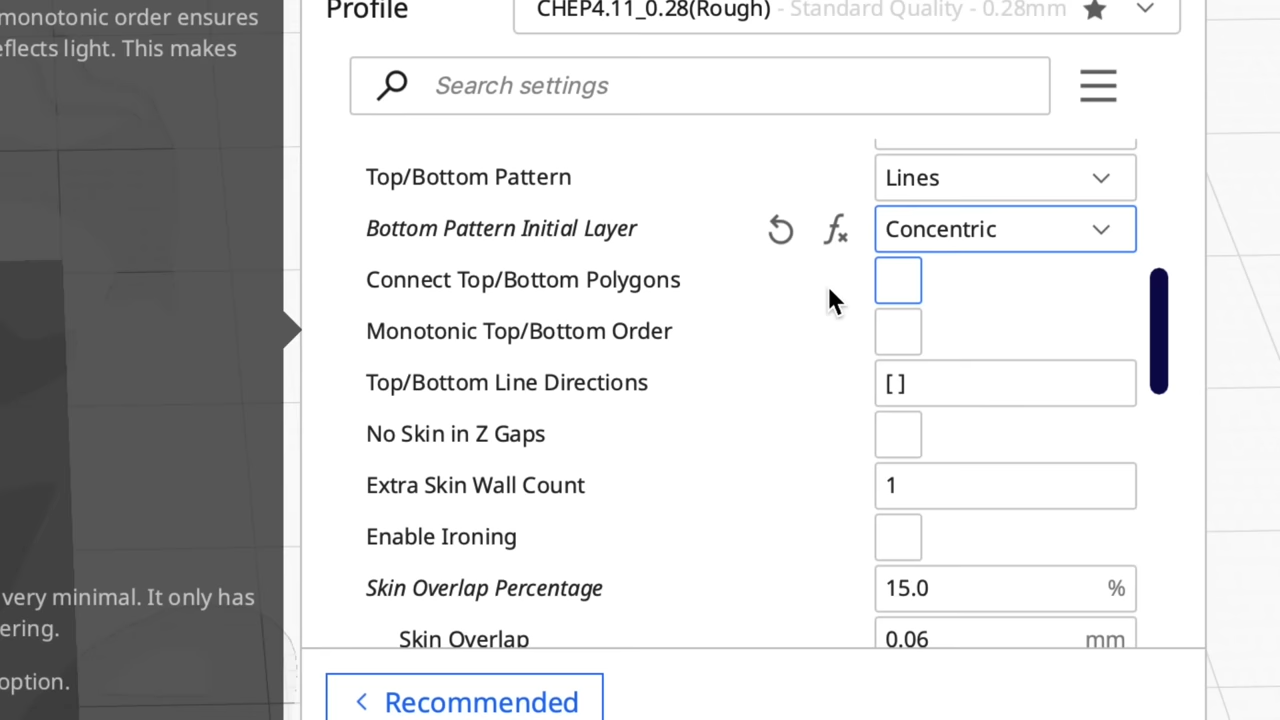 monotonic order ensures
eflects light. This makes
very minimal. It only has
ering.
option.
Profile
CHEP4.11_0.28(Rough) - Standard Quality - 0.28mm
Search settings
Top/Bottom Pattern
Lines
Bottom Pattern Initial Layer
Concentric
Connect Top/Bottom Polygons
Monotonic Top/Bottom Order
Top/Bottom Line Directions
[ ]
No Skin in Z Gaps
Extra Skin Wall Count
1
Enable Ironing
Skin Overlap Percentage
15.0 %
Skin Overlap
0.06 mm
Recommended